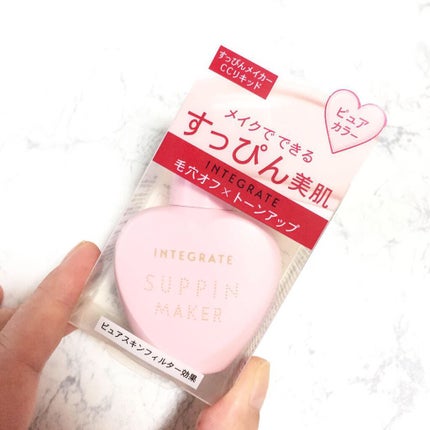 すっぴんメイカー
CCリキッド
ピュア
カラー
メイクでできる
すっぴん美肌
INTEGRATE
毛穴オフ×トーンアップ
INTEGRATE
SUPPIN
MAKER
ピュアスキンフィルター効果